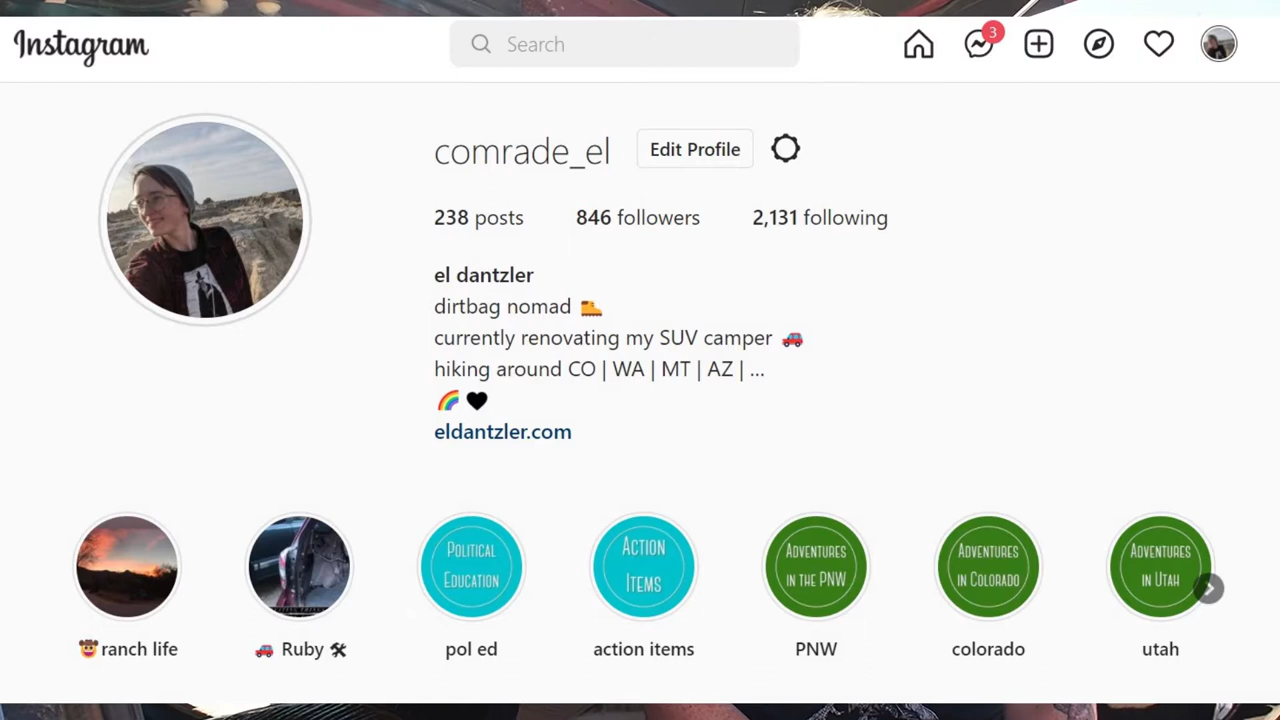 Instagram
Search
3
comrade_el Edit Profile
238 posts 846 followers 2,131 following
el dantzler
dirtbag nomad 🥾
currently renovating my SUV camper 🚗
hiking around CO | WA | MT | AZ | ...
🌈 🖤
eldantzler.com
POLITICAL
EDUCATION
ACTION
ITEMS
ADVENTURES
IN THE PNW
ADVENTURES
IN COLORADO
ADVENTURES
IN UTAH
🤠ranch life
🚗 Ruby 🛠
pol ed
action items
PNW
colorado
utah